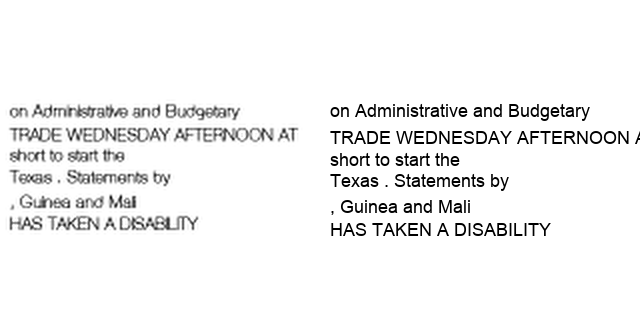 on Administrative and Budgetary
TRADE WEDNESDAY AFTERNOON AT
short to start the
Texas . Statements by
, Guinea and Mali
HAS TAKEN A DISABILITY
on Administrative and Budgetary
TRADE WEDNESDAY AFTERNOON
short to start the
Texas . Statements by
, Guinea and Mali
HAS TAKEN A DISABILITY